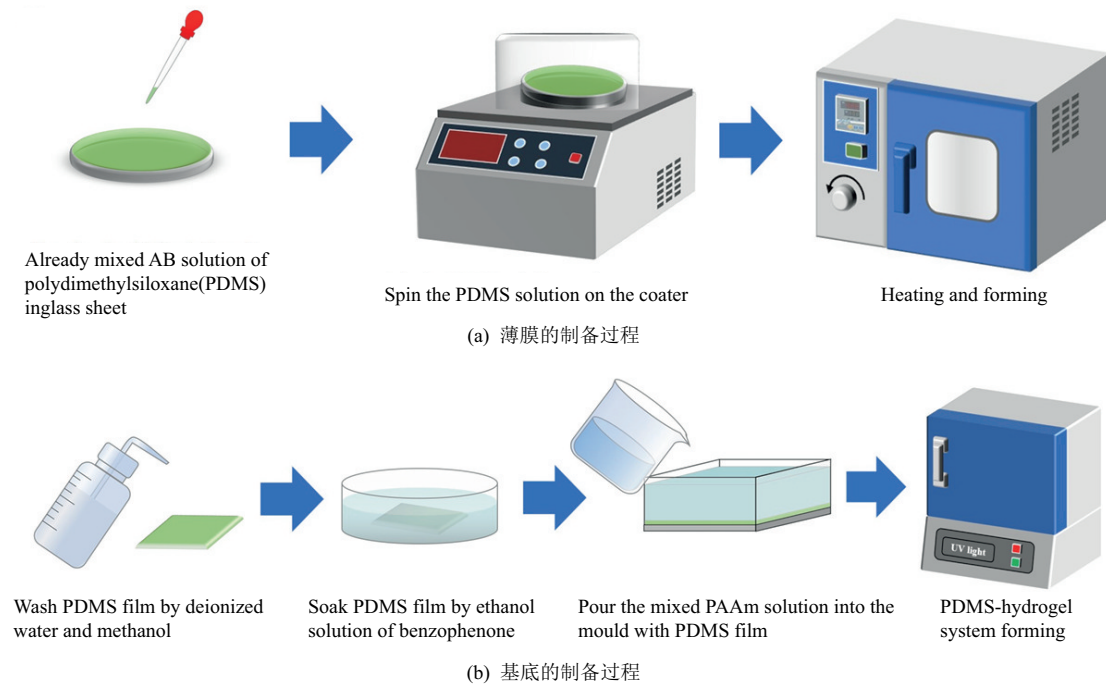 Already mixed AB solution of
polydimethylsiloxane(PDMS)
inglass sheet
Spin the PDMS solution on the coater
Heating and forming
(a) 薄膜的制备过程
UV light
Wash PDMS film by deionized
water and methanol
Soak PDMS film by ethanol
solution of benzophenone
Pour the mixed PAAm solution into the
mould with PDMS film
PDMS-hydrogel
system forming
(b) 基底的制备过程